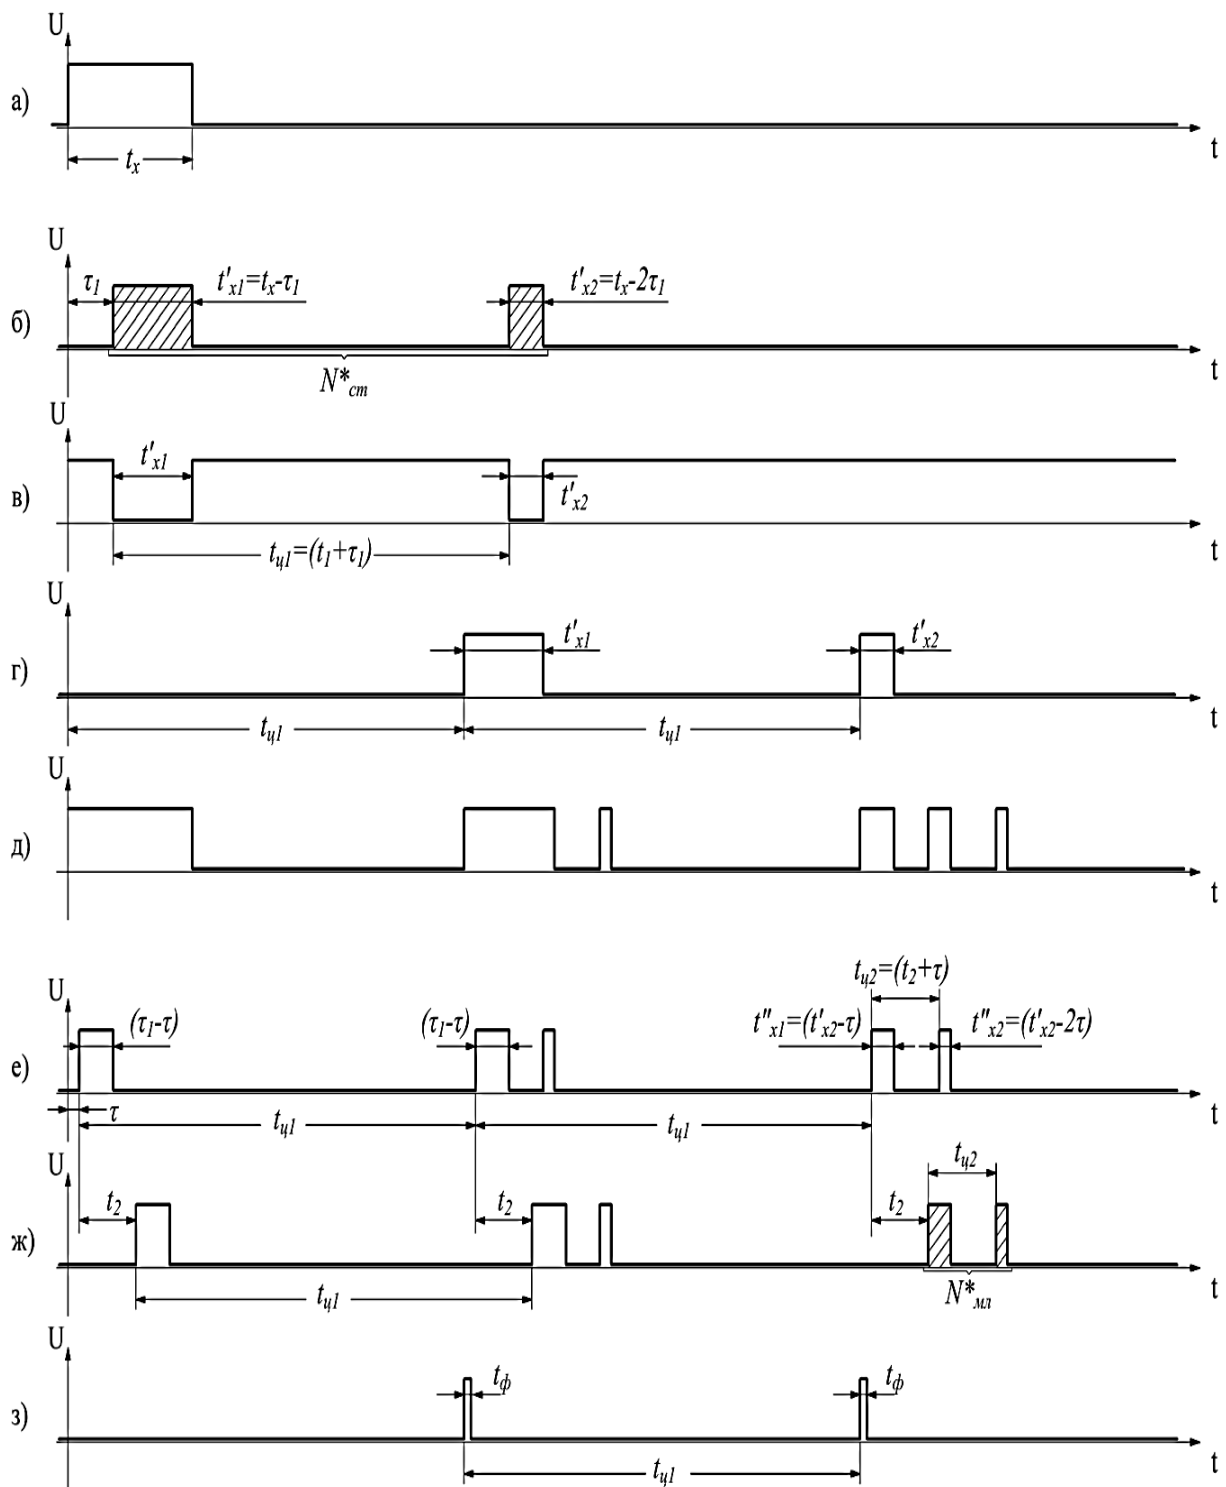 U
а)
t
tₓ
U
τ₁ t'ₓ₁=tₓ-τ₁ t'ₓ₂=tₓ-2τ₁
б)
t
N*ст
U
t'ₓ₁
в) t'ₓ₂
tц1=(t₁+τ₁) t
U
t'ₓ₁ t'ₓ₂
г)
t
tц1 tц1
U
д)
t
tц2=(t₂+τ)
U
(τ₁-τ) (τ₁-τ) t''ₓ₁=(t'ₓ₂-τ) t''ₓ₂=(t'ₓ₂-2τ)
е)
τ t
tц1 tц1
U tц2
t₂ t₂ t₂
ж)
t
tц1 N*мл
U
tф tф
з)
t
tц1